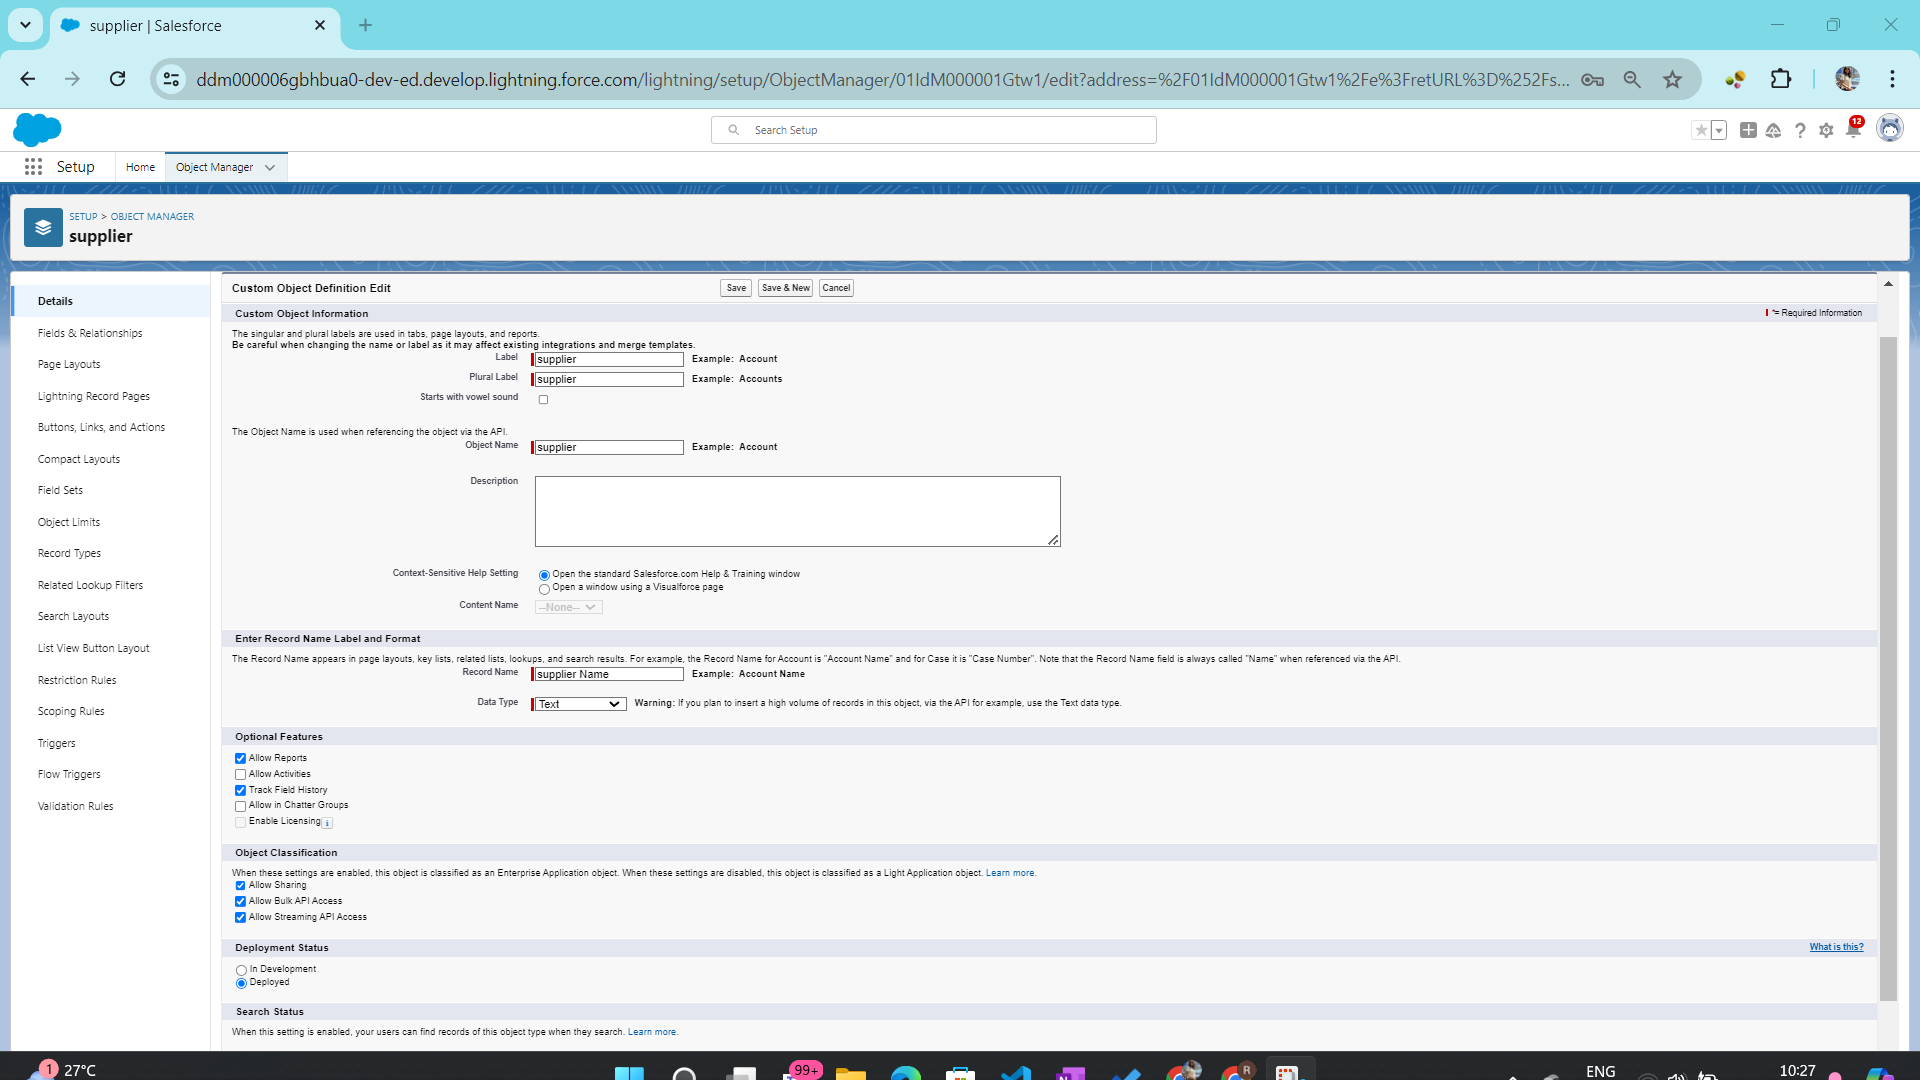 supplier | Salesforce
ddm000006gbhbua0-dev-ed.develop.lightning.force.com/lightning/setup/ObjectManager/01IdM000001Gtw1/edit?address=%2F01IdM000001Gtw1%2Fe%3FretURL%3D%252Fs...
Search Setup
12
Setup
Home
Object Manager
SETUP > OBJECT MANAGER
supplier
Details
Fields & Relationships
Page Layouts
Lightning Record Pages
Buttons, Links, and Actions
Compact Layouts
Field Sets
Object Limits
Record Types
Related Lookup Filters
Search Layouts
List View Button Layout
Restriction Rules
Scoping Rules
Triggers
Flow Triggers
Validation Rules
Custom Object Definition Edit
Save
Save & New
Cancel
Custom Object Information
= Required Information
The singular and plural labels are used in tabs, page layouts, and reports.
Be careful when changing the name or label as it may affect existing integrations and merge templates.
Label
supplier
Example: Account
Plural Label
supplier
Example: Accounts
Starts with vowel sound
The Object Name is used when referencing the object via the API.
Object Name
supplier
Example: Account
Description
Context-Sensitive Help Setting
Open the standard Salesforce.com Help & Training window
Open a window using a Visualforce page
Content Name
--None--
Enter Record Name Label and Format
The Record Name appears in page layouts, key lists, related lists, lookups, and search results. For example, the Record Name for Account is "Account Name" and for Case it is "Case Number". Note that the Record Name field is always called "Name" when referenced via the API.
Record Name
supplier Name
Example: Account Name
Data Type
Text
Warning: If you plan to insert a high volume of records in this object, via the API for example, use the Text data type.
Optional Features
Allow Reports
Allow Activities
Track Field History
Allow in Chatter Groups
Enable Licensing
i
Object Classification
When these settings are enabled, this object is classified as an Enterprise Application object. When these settings are disabled, this object is classified as a Light Application object. Learn more.
Allow Sharing
Allow Bulk API Access
Allow Streaming API Access
Deployment Status
What is this?
In Development
Deployed
Search Status
When this setting is enabled, your users can find records of this object type when they search. Learn more.
1
27°C
99+
N
R
ENG
10:27